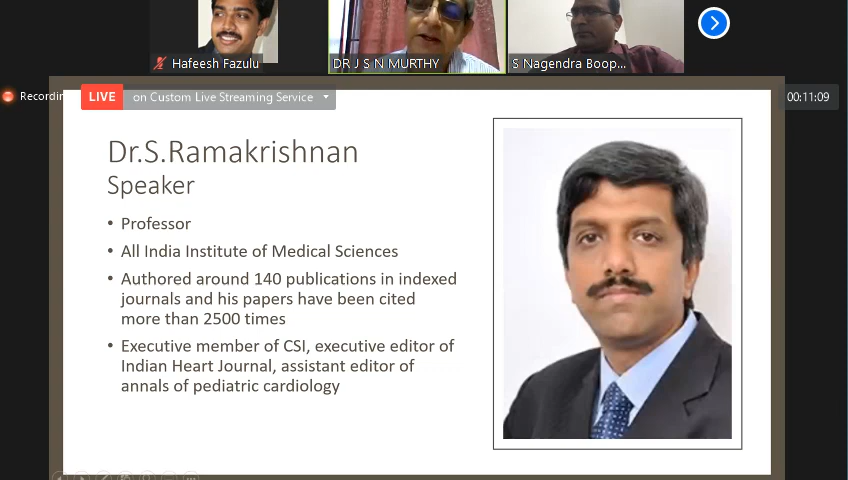 Hafeesh Fazulu
DR J S N MURTHY
S Nagendra Boop...
Recordin
LIVE
on Custom Live Streaming Service
00:11:09
Dr.S.Ramakrishnan
Speaker
• Professor
• All India Institute of Medical Sciences
• Authored around 140 publications in indexed
journals and his papers have been cited
more than 2500 times
• Executive member of CSI, executive editor of
Indian Heart Journal, assistant editor of
annals of pediatric cardiology